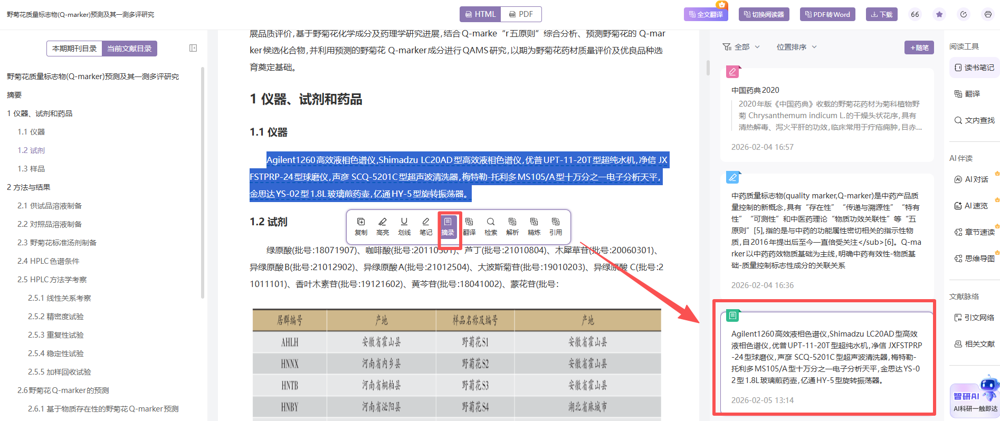 野菊花质量标志物(Q-marker)预测及其一测多评研究
HTML
PDF
全文翻译
切换阅读器
PDF转Word
下载
66
本期期刊目录
当前文献目录
野菊花质量标志物(Q-marker)预测及其一测多评研究
摘要
1 仪器、试剂和药品
1.1 仪器
1.2 试剂
1.3 样品
2 方法与结果
2.1 供试品溶液制备
2.2 对照品溶液制备
2.3 野菊花标准汤剂制备
2.4 HPLC色谱条件
2.5 HPLC方法学考察
2.5.1 线性关系考察
2.5.2 精密度试验
2.5.3 重复性试验
2.5.4 稳定性试验
2.5.5 加样回收试验
2.6野菊花Q-marker的预测
2.6.1 基于物质存在性的野菊花Q-marker预测
展品质评价,基于野菊花化学成分及药理学研究进展,结合Q-marke“r五原则”综合分析、预测野菊花的 Q-mar
ker候选化合物,并利用预测的野菊花 Q-marker成分进行QAMS研究,以期为野菊花药材质量评价及优良品种选
育奠定基础。
1 仪器、试剂和药品
1.1 仪器
Agilent1260高效液相色谱仪,Shimadzu LC20AD型高效液相色谱仪,优普UPT-11-20T型超纯水机,净信 JX
FSTPRP-24型球磨仪,声彦 SCQ-5201C型超声波清洗器,梅特勒-托利多MS105/A型十万分之一电子分析天平,
金思达YS-02型1.8L玻璃煎药壶,亿通HY-5型旋转振荡器。
1.2 试剂
复制
高亮
划线
笔记
摘录
翻译
检索
解析
精炼
引用
绿原酸(批号:18071907)、咖啡酸(批号:20110501)、芦丁(批号:21010804)、木犀草苷(批号:20060301)、
异绿原酸B(批号:21012902)、异绿原酸A(批号:21012504)、大波斯菊苷(批号:19010203)、异绿原酸 C(批号:2
1011101)、香叶木素苷(批号:19121602)、黄芩苷(批号:18041002)、蒙花苷(批号:
居群编号 产地 样品名称及编号 产地
AHLH 安徽省霍山县 野菊花S1 安徽省霍山县
HNNX 河南省内乡县 野菊花S2 安徽省霍山县
HNTB 河南省桐柏县 野菊花S3 安徽省霍山县
HNBY 河南省泌阳县 野菊花S4 湖北省麻城市
全部
位置排序
+随笔
中国药典2020
2020年版《中国药典》收载的野菊花药材为菊科植物野
菊 Chrysanthemum indicum L.的干燥头状花序,具有
清热解毒、泻火平肝的功效,临床常用于疔疮痈肿,目赤...
2026-02-04 16:57
中药质量标志物(quality marker,Q-marker)是中药产品质
量控制的新概念,具有“存在性”“传递与溯源性”“特有
性”“可测性”和中医药理论“物质功效关联性”等“五
原则”[5],指的是与中药的功能属性密切相关的指示性物
质,自2016年提出后至今一直倍受关注</sub>[6]。Q-ma
rker以中药药效物质基础为主线,明确中药有效性-物质基
础-质量控制标志性成分的关联关系
2026-02-04 16:36
Agilent1260高效液相色谱仪,Shimadzu LC20AD型高效
液相色谱仪,优普UPT-11-20T型超纯水机,净信 JXFSTPRP
-24型球磨仪,声彦 SCQ-5201C型超声波清洗器,梅特勒-
托利多MS105/A型十万分之一电子分析天平,金思达YS-0
2型1.8L玻璃煎药壶,亿通HY-5型旋转振荡器。
2026-02-05 13:14
阅读工具
读书笔记
翻译
文内查找
AI伴读
AI对话
AI速览
章节速读
思维导图
文献脉络
引文网络
相关文献
智研AI
AI科研一触即达